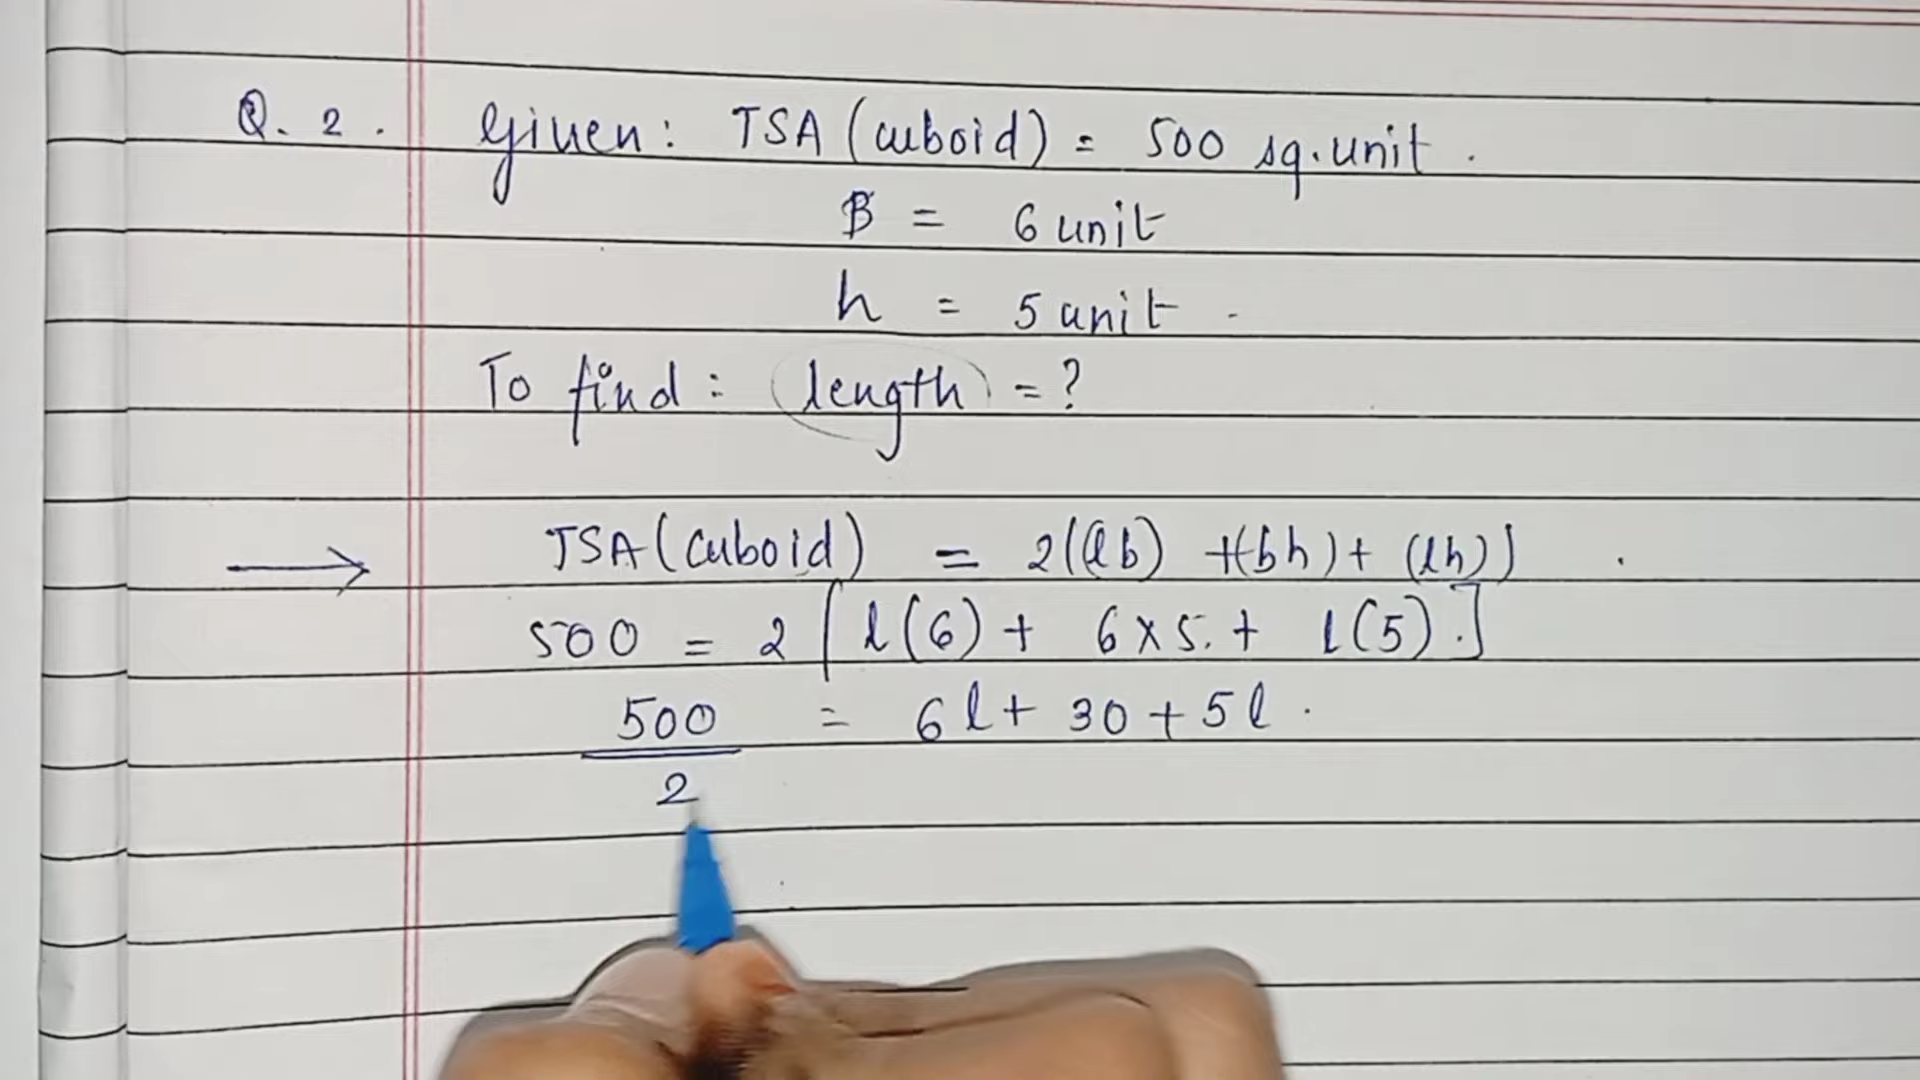 Q. 2. Given: TSA (cuboid) = 500 sq.unit.
B = 6 unit
h = 5 unit.
To find: length = ?
→ TSA (cuboid) = 2((lb) + (bh) + (lh))
500 = 2 [ l(6) + 6×5 + l(5).]
500 = 6l + 30 + 5l.
2